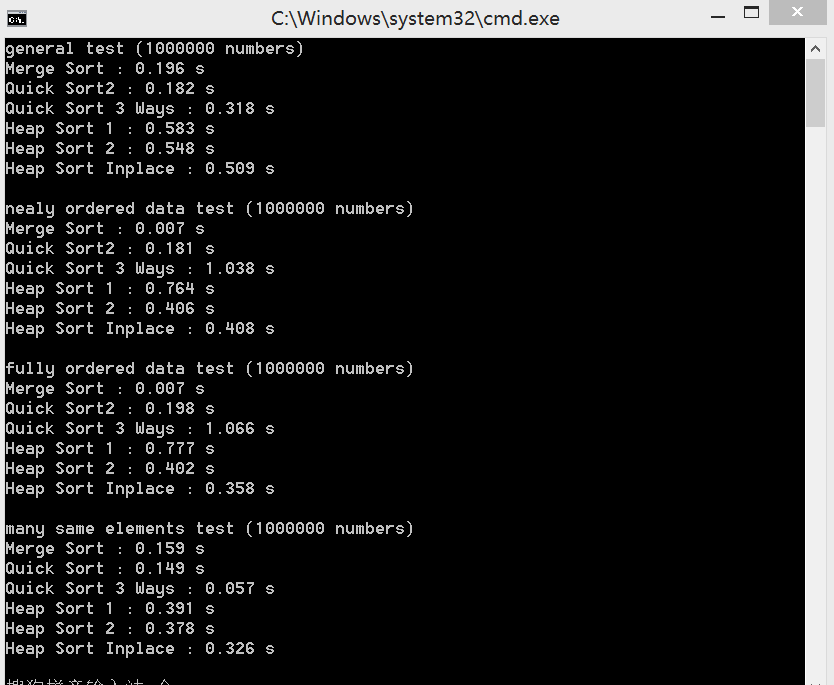 C:\Windows\system32\cmd.exe
general test (1000000 numbers)
Merge Sort : 0.196 s
Quick Sort2 : 0.182 s
Quick Sort 3 Ways : 0.318 s
Heap Sort 1 : 0.583 s
Heap Sort 2 : 0.548 s
Heap Sort Inplace : 0.509 s
nealy ordered data test (1000000 numbers)
Merge Sort : 0.007 s
Quick Sort2 : 0.181 s
Quick Sort 3 Ways : 1.038 s
Heap Sort 1 : 0.764 s
Heap Sort 2 : 0.406 s
Heap Sort Inplace : 0.408 s
fully ordered data test (1000000 numbers)
Merge Sort : 0.007 s
Quick Sort2 : 0.198 s
Quick Sort 3 Ways : 1.066 s
Heap Sort 1 : 0.777 s
Heap Sort 2 : 0.402 s
Heap Sort Inplace : 0.358 s
many same elements test (1000000 numbers)
Merge Sort : 0.159 s
Quick Sort2 : 0.149 s
Quick Sort 3 Ways : 0.057 s
Heap Sort 1 : 0.391 s
Heap Sort 2 : 0.378 s
Heap Sort Inplace : 0.326 s